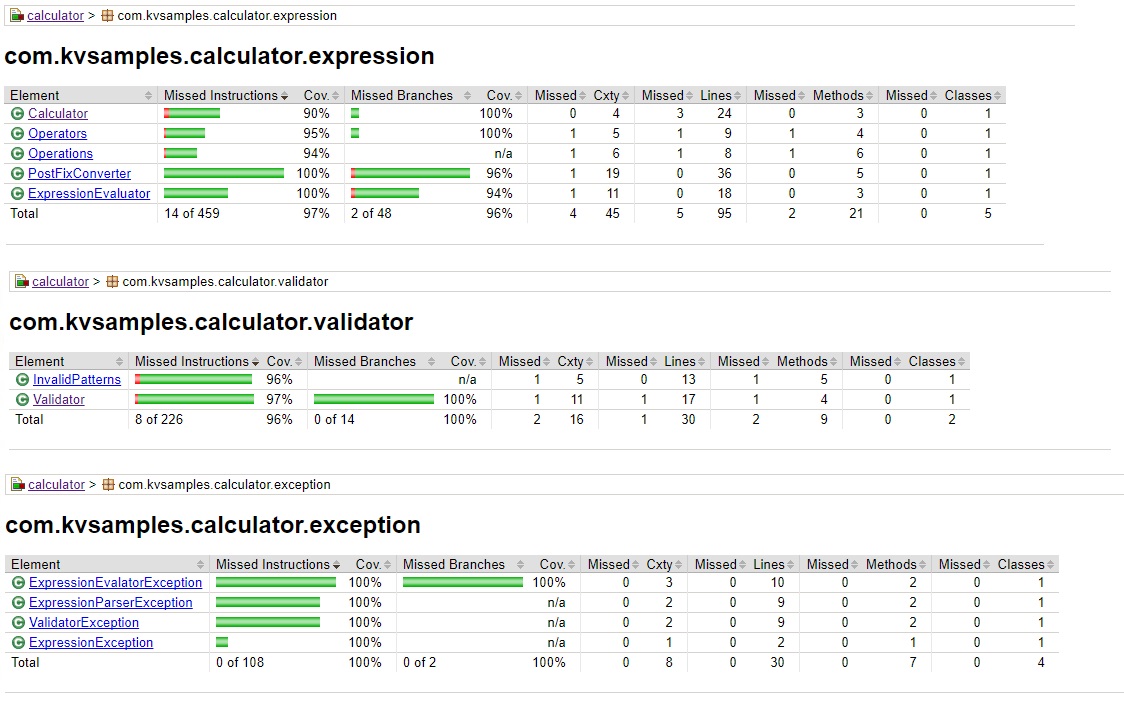 calculator > com.kvsamples.calculator.expression
com.kvsamples.calculator.expression
Element Missed Instructions Cov. Missed Branches Cov. Missed Cxty Missed Lines Missed Methods Missed Classes
Calculator 90% 100% 0 4 3 24 0 3 0 1
Operators 95% 100% 1 5 1 9 1 4 0 1
Operations 94% n/a 1 6 1 8 1 6 0 1
PostFixConverter 100% 96% 1 19 0 36 0 5 0 1
ExpressionEvaluator 100% 94% 1 11 0 18 0 3 0 1
Total 14 of 459 97% 2 of 48 96% 4 45 5 95 2 21 0 5
calculator > com.kvsamples.calculator.validator
com.kvsamples.calculator.validator
Element Missed Instructions Cov. Missed Branches Cov. Missed Cxty Missed Lines Missed Methods Missed Classes
InvalidPatterns 96% n/a 1 5 0 13 1 5 0 1
Validator 97% 100% 1 11 1 17 1 4 0 1
Total 8 of 226 96% 0 of 14 100% 2 16 1 30 2 9 0 2
calculator > com.kvsamples.calculator.exception
com.kvsamples.calculator.exception
Element Missed Instructions Cov. Missed Branches Cov. Missed Cxty Missed Lines Missed Methods Missed Classes
ExpressionEvalatorException 100% 100% 0 3 0 10 0 2 0 1
ExpressionParserException 100% n/a 0 2 0 9 0 2 0 1
ValidatorException 100% n/a 0 2 0 9 0 2 0 1
ExpressionException 100% n/a 0 1 0 2 0 1 0 1
Total 0 of 108 100% 0 of 2 100% 0 8 0 30 0 7 0 4